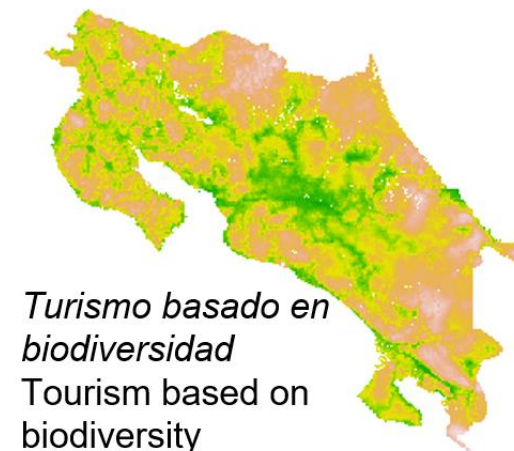 Turismo basado en
biodiversidad
Tourism based on
biodiversity